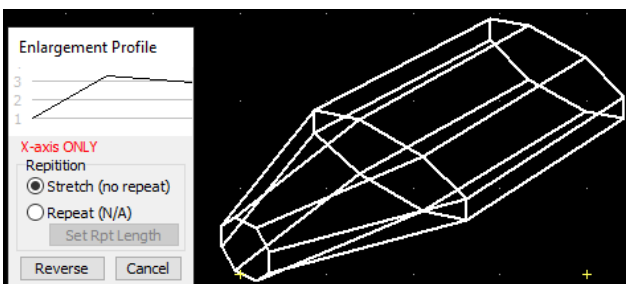 Enlargement Profile
3
2
1
X-axis ONLY
Repitition
Stretch (no repeat)
Repeat (N/A)
Set Rpt Length
Reverse Cancel